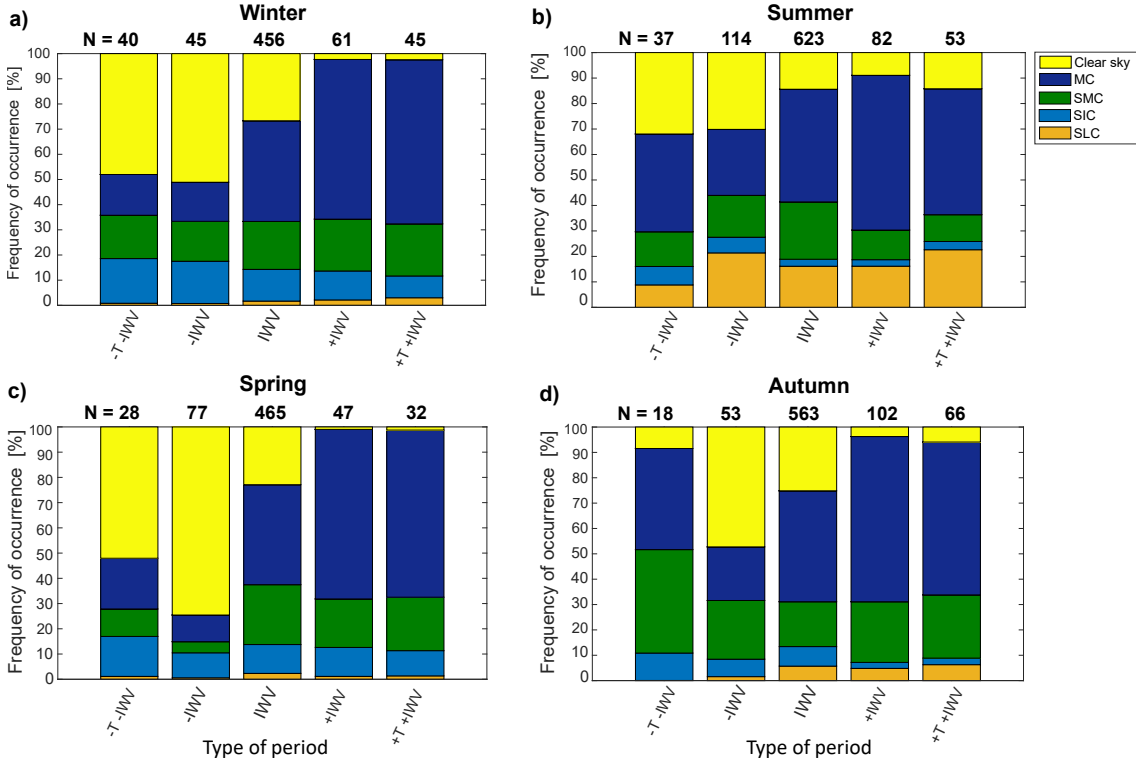 a)
Winter
N = 40 45 456 61 45
Frequency of occurrence [%]
100
90
80
70
60
50
40
30
20
10
0
-T -IWV
-IWV
IWV
+IWV
+T +IWV
b)
Summer
N = 37 114 623 82 53
Frequency of occurrence [%]
100
90
80
70
60
50
40
30
20
10
0
-T -IWV
-IWV
IWV
+IWV
+T +IWV
Clear sky
MC
SMC
SIC
SLC
c)
Spring
N = 28 77 465 47 32
Frequency of occurrence [%]
100
90
80
70
60
50
40
30
20
10
0
-T -IWV
-IWV
IWV
+IWV
+T +IWV
Type of period
d)
Autumn
N = 18 53 563 102 66
Frequency of occurrence [%]
100
90
80
70
60
50
40
30
20
10
0
-T -IWV
-IWV
IWV
+IWV
+T +IWV
Type of period